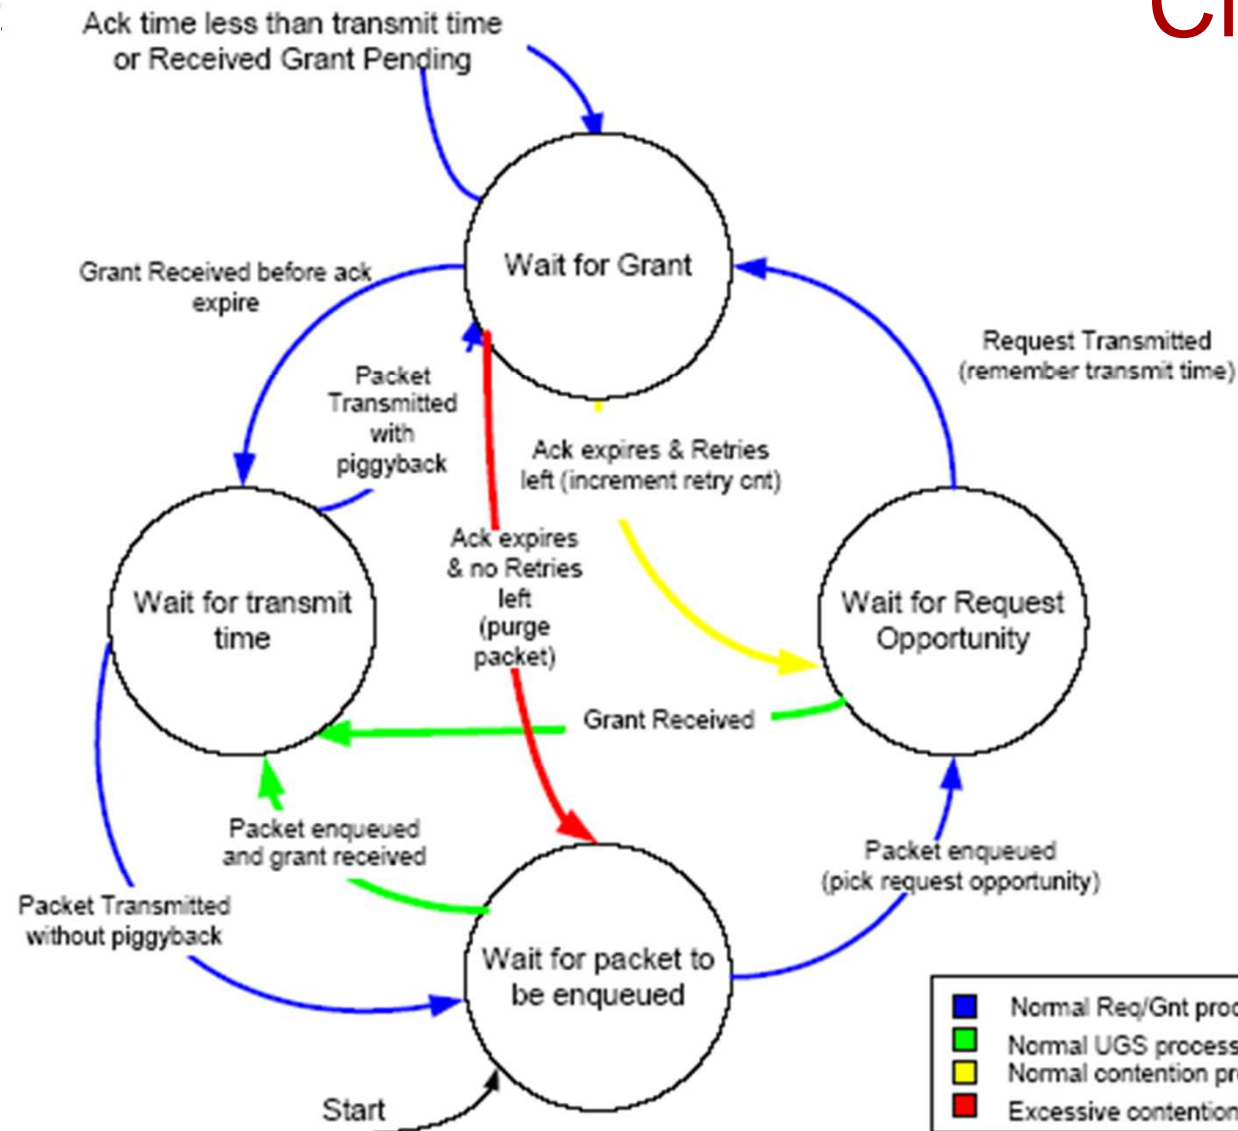 Ack time less than transmit time
or Received Grant Pending
Wait for Grant
Grant Received before ack
expire
Request Transmitted
(remember transmit time)
Packet
Transmitted
with
piggyback
Ack expires & Retries
left (increment retry cnt)
Ack expires
& no Retries
left
(purge
packet)
Wait for transmit
time
Wait for Request
Opportunity
Grant Received
Packet enqueued
and grant received
Packet enqueued
(pick request opportunity)
Packet Transmitted
without piggyback
Wait for packet to
be enqueued
Start
Normal Req/Gnt
Normal UGS process
Normal contention
Excessive contention